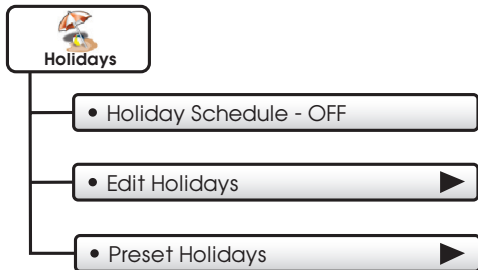 Holidays
• Holiday Schedule - OFF
• Edit Holidays
• Preset Holidays